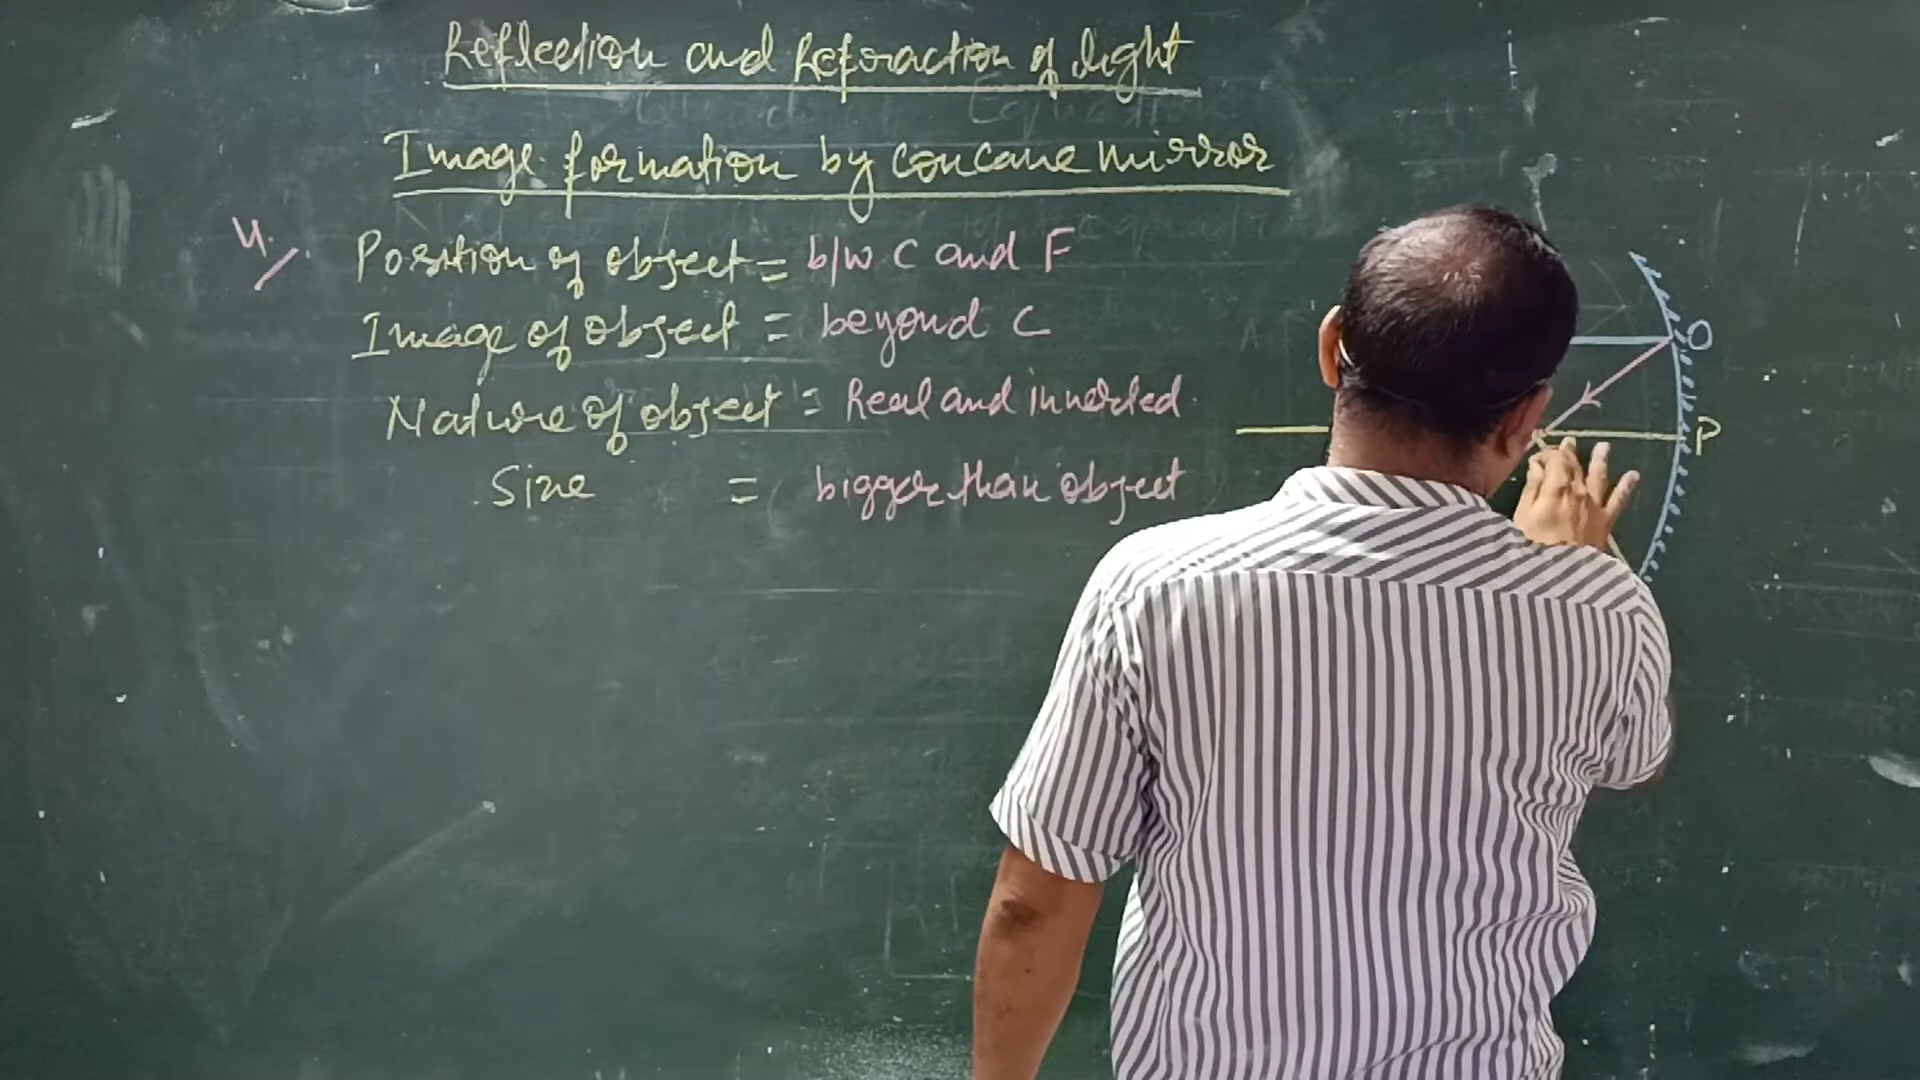 Reflection and Refraction of light
Image formation by concave mirror
4. Position of object = b/w C and F
Image of object = beyond C
Nature of object = Real and inverted
Size = bigger than object
A
O
P